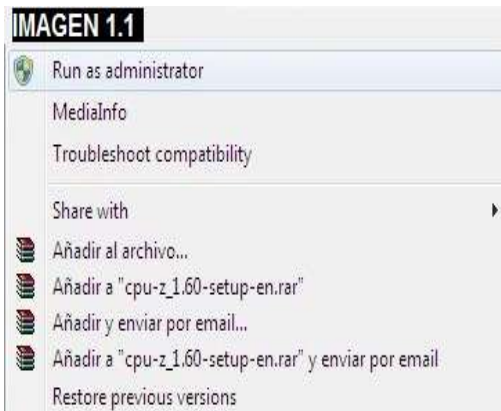 IMAGEN 1.1
Run as administrator
MediaInfo
Troubleshoot compatibility
Share with
Añadir al archivo...
Añadir a "cpu-z_1.60-setup-en.rar"
Añadir y enviar por email...
Añadir a "cpu-z_1.60-setup-en.rar" y enviar por email
Restore previous versions